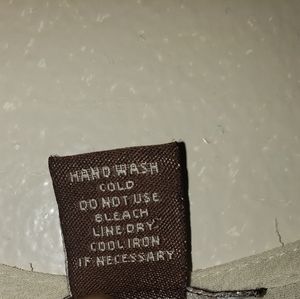 HAND WASH
COLD
DO NOT USE
BLEACH
LINE DRY
COOL IRON
IF NECESSARY